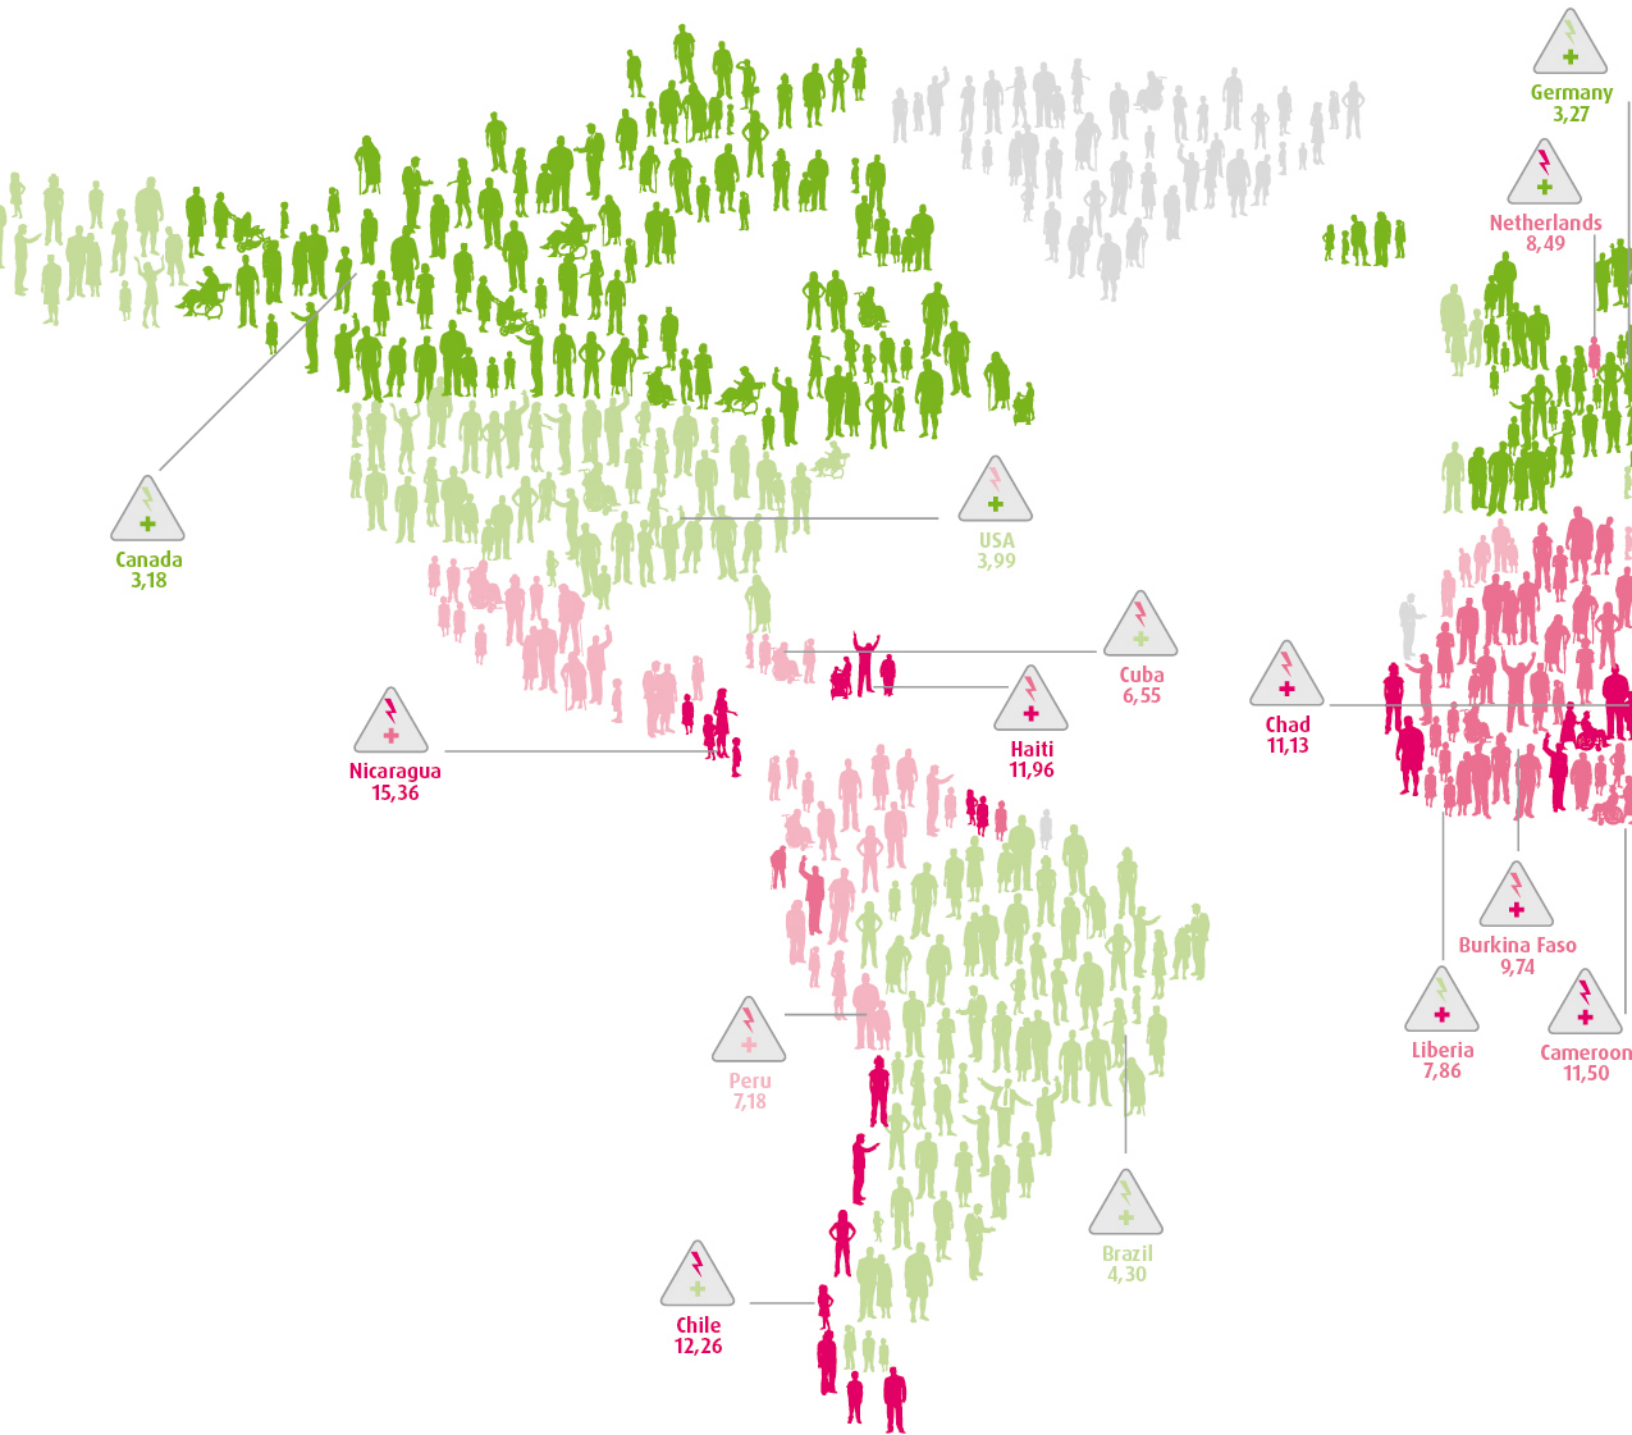 Germany
3,27
Netherlands
8,49
Canada
3,18
USA
3,99
Cuba
6,55
Haiti
11,96
Chad
11,13
Nicaragua
15,36
Burkina Faso
9,74
Liberia
7,86
Cameroon
11,50
Peru
7,18
Brazil
4,30
Chile
12,26